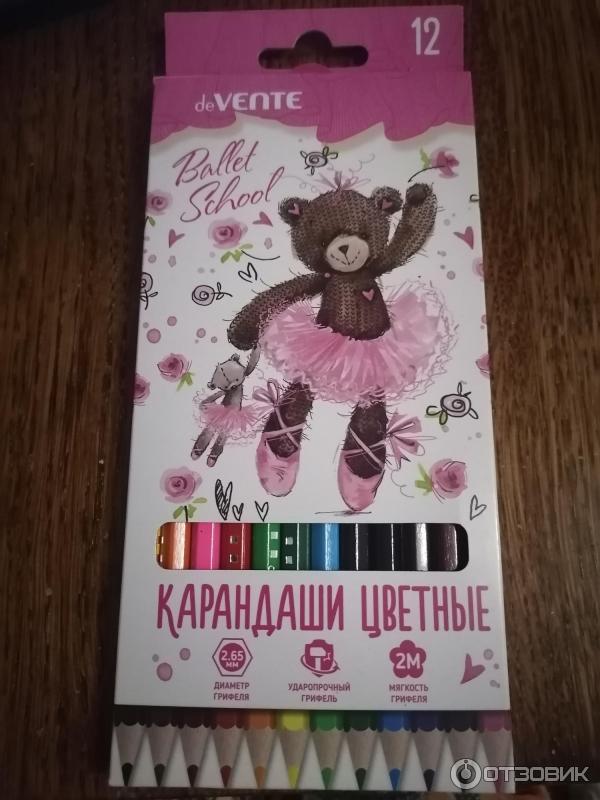 12
deVENTE
Ballet
School
КАРАНДАШИ ЦВЕТНЫЕ
2.65
ММ
ДИАМЕТР
ГРИФЕЛЯ
УДАРОПРОЧНЫЙ
ГРИФЕЛЬ
2М
МЯГКОСТЬ
ГРИФЕЛЯ
ОТЗОВИК